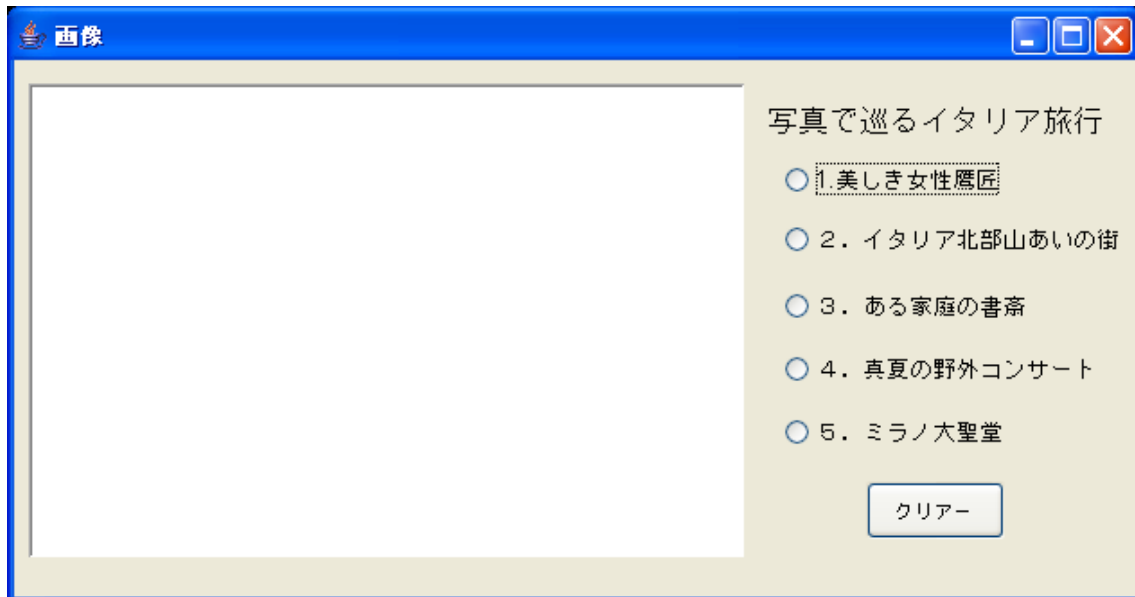 画像
写真で巡るイタリア旅行
1.美しき女性鷹匠
２．イタリア北部山あいの街
３．ある家庭の書斎
４．真夏の野外コンサート
５．ミラノ大聖堂
クリアー